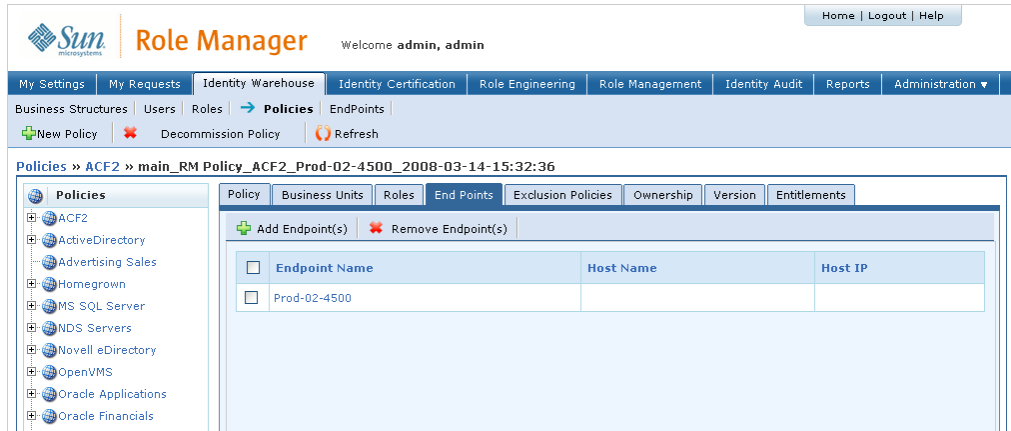 Home | Logout | Help
Sun microsystems Role Manager Welcome admin, admin
My Settings My Requests Identity Warehouse Identity Certification Role Engineering Role Management Identity Audit Reports Administration
Business Structures Users Roles Policies EndPoints
New Policy Decommission Policy Refresh
Policies » ACF2 » main_RM Policy_ACF2_Prod-02-4500_2008-03-14-15:32:36
Policies
ACF2
ActiveDirectory
Advertising Sales
Homegrown
MS SQL Server
NDS Servers
Novell eDirectory
OpenVMS
Oracle Applications
Oracle Financials
Policy Business Units Roles End Points Exclusion Policies Ownership Version Entitlements
Add Endpoint(s) Remove Endpoint(s)
Endpoint Name Host Name Host IP
Prod-02-4500